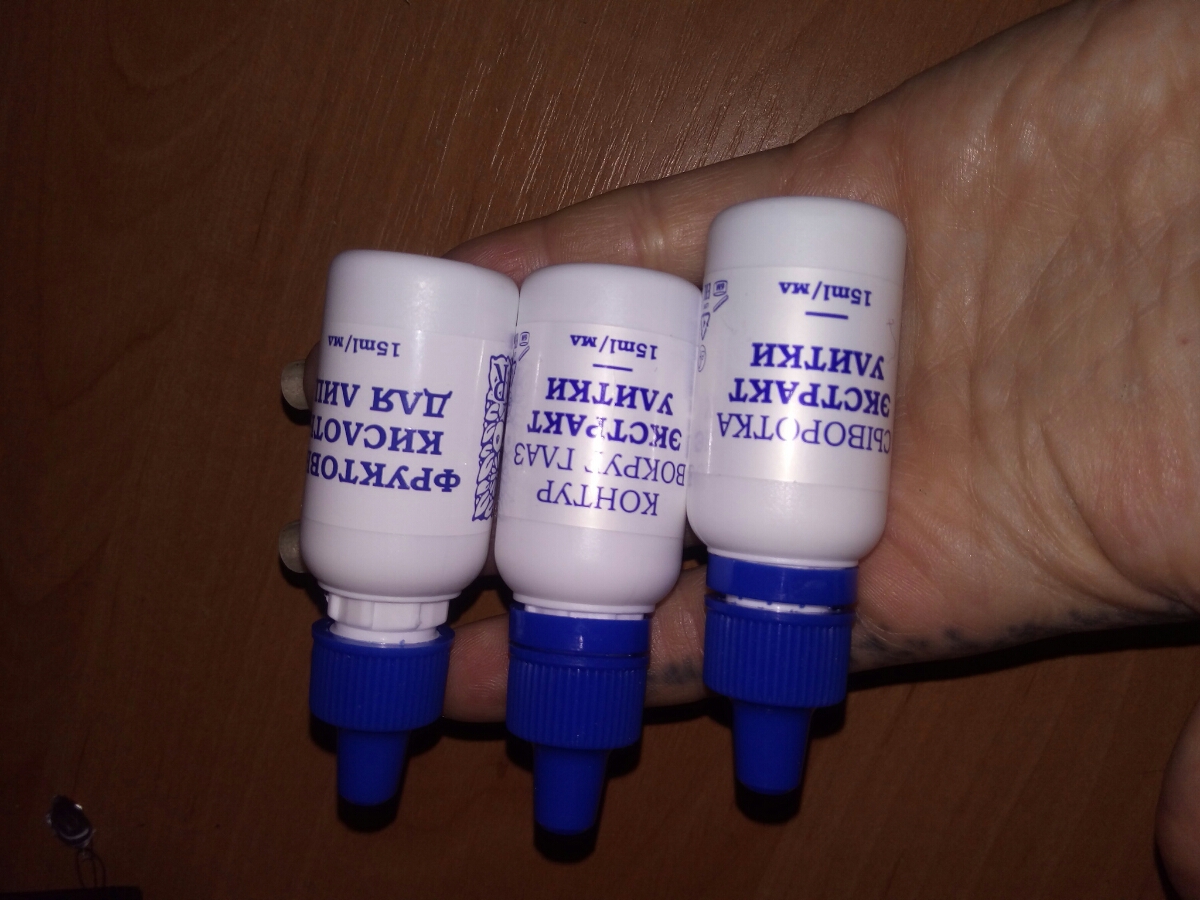 СЫВОРОТКА
ЭКСТРАКТ
УЛИТКИ
15ml/мл
КОНТУР
ВОКРУГ ГЛАЗ
ЭКСТРАКТ
УЛИТКИ
15ml/мл
ФРУКТОВ
КИСЛОТ
ДЛЯ ЛИЦ
15ml/мл